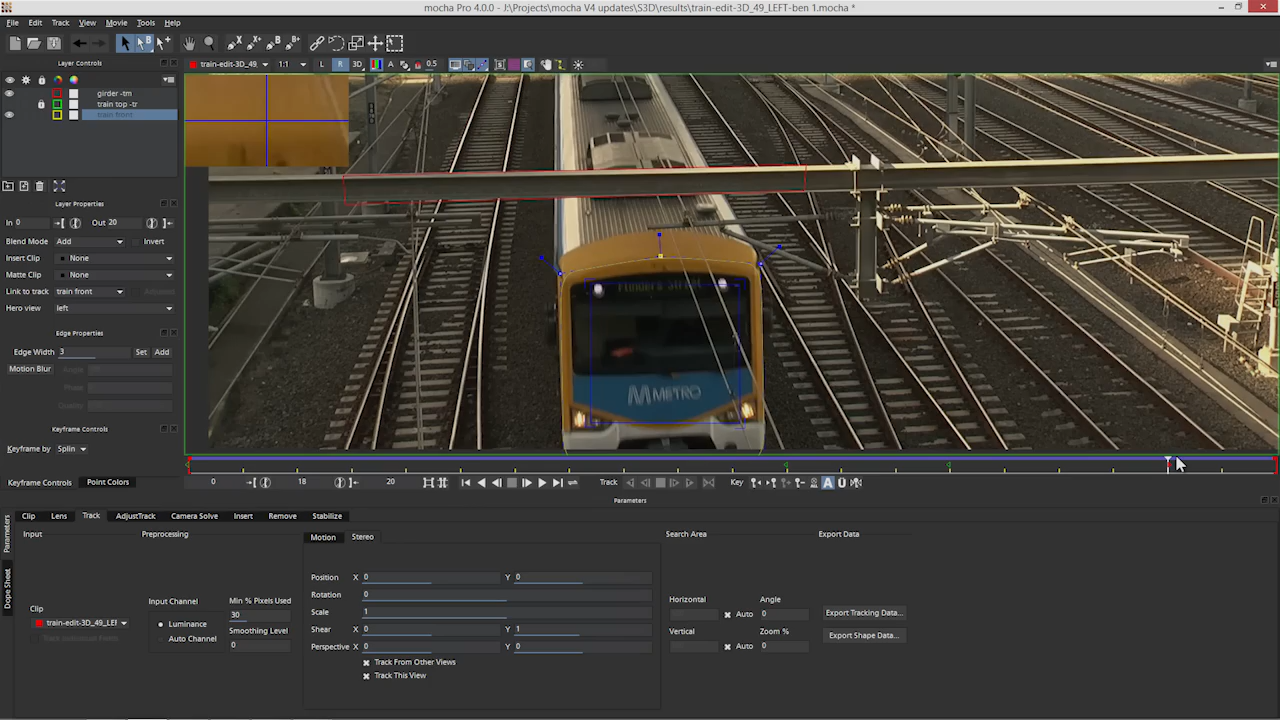 mocha Pro 4.0.0 - J:\Projects\mocha V4 updates\S3D\results\train-edit-3D_49_LEFT-ben 1.mocha *
File Edit Track View Movie Tools Help
Layer Controls
train-edit-3D_49_ 1:1 L R 3D A 0.5
girder -tm
train top -tr
train front
Layer Properties
In 0 Out 20
Blend Mode Add Invert
Insert Clip None
Matte Clip None
Link to track train front
Hero view left
Edge Properties
Edge Width 3 Set Add
Motion Blur Angle
Phase
Quality
Keyframe Controls
Keyframe by Splin
Keyframe Controls Point Colors
Flinders Street
METRO
0 18 20 Track Key A
Parameters
Clip Lens Track AdjustTrack Camera Solve Insert Remove Stabilize
Parameters
Dope Sheet
Input Preprocessing Motion Stereo Search Area Export Data
Clip
train-edit-3D_49_LEF
Input Channel
Luminance
Auto Channel
Min % Pixels Used
30
Smoothing Level
0
Position X 0 Y 0
Rotation 0
Scale 1
Shear X 0 Y 1
Perspective X 0 Y 0
Track From Other Views
Track This View
Horizontal Auto
Vertical Auto
Angle
0
Zoom %
0
Export Tracking Data...
Export Shape Data...